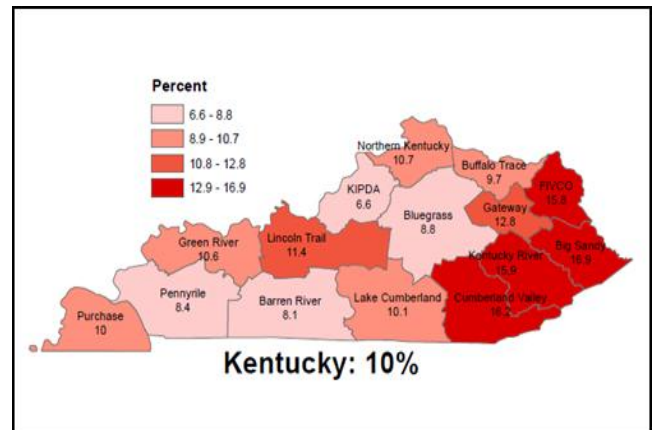 Percent
6.6 - 8.8
8.9 - 10.7
10.8 - 12.8
12.9 - 16.9
Northern Kentucky
10.7
Buffalo Trace
9.7
FIVCO
15.8
KIPDA
6.6
Bluegrass
8.8
Gateway
12.8
Green River
10.6
Lincoln Trail
11.4
Big Sandy
16.9
Kentucky River
15.9
Pennyrile
8.4
Barren River
8.1
Lake Cumberland
10.1
Cumberland Valley
16.2
Purchase
10
Kentucky: 10%